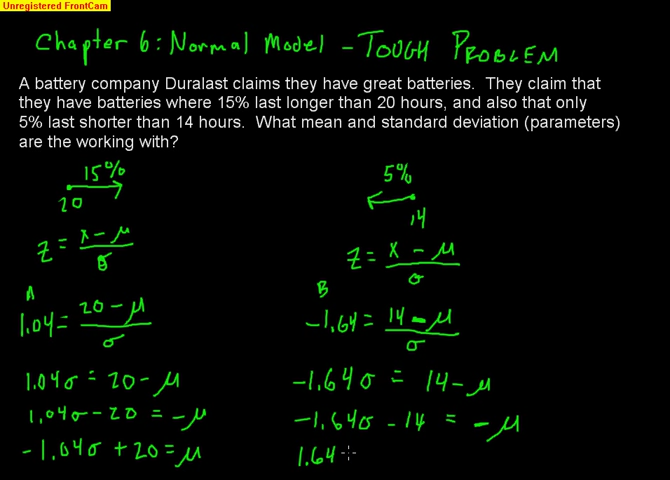 Unregistered FrontCam
Chapter 6: Normal Model - TOUGH PROBLEM
A battery company Duralast claims they have great batteries. They claim that
they have batteries where 15% last longer than 20 hours, and also that only
5% last shorter than 14 hours. What mean and standard deviation (parameters)
are the working with?
15%
20
z = x - μ / σ
A
1.04 = 20 - μ / σ
1.04σ = 20 - μ
1.04σ - 20 = -μ
-1.04σ + 20 = μ
5%
14
z = x - μ / σ
B
-1.64 = 14 - μ / σ
-1.64σ = 14 - μ
-1.64σ - 14 = -μ
1.64